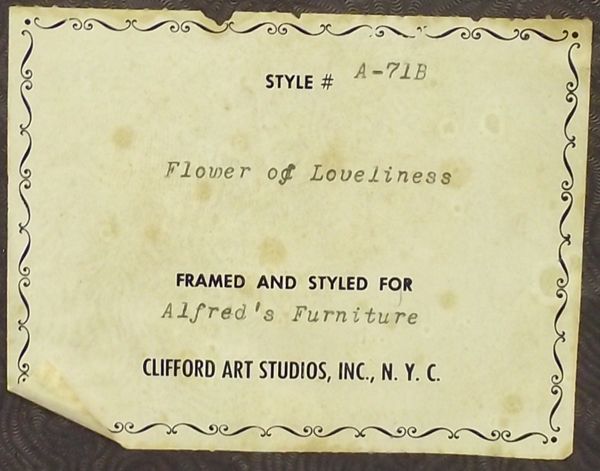 STYLE # A-71B
Flower of Loveliness
FRAMED AND STYLED FOR
Alfred's Furniture
CLIFFORD ART STUDIOS, INC., N. Y. C.